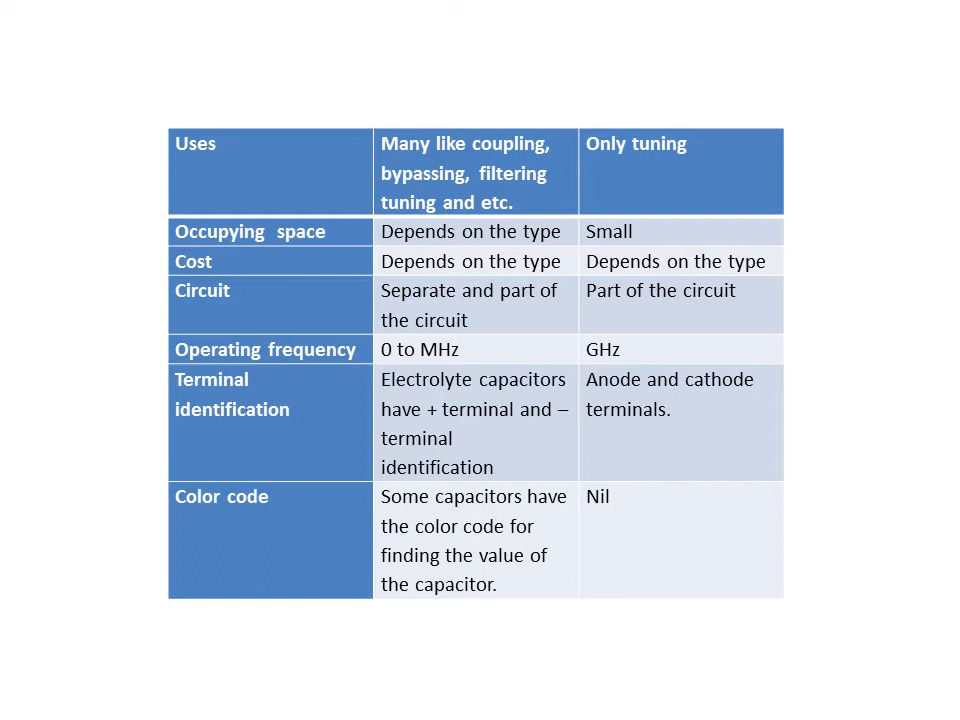 Uses
Many like coupling,
bypassing, filtering
tuning and etc.
Only tuning
Occupying space
Depends on the type
Small
Cost
Depends on the type
Depends on the type
Circuit
Separate and part of
the circuit
Part of the circuit
Operating frequency
0 to MHz
GHz
Terminal
identification
Electrolyte capacitors
have + terminal and –
terminal
identification
Anode and cathode
terminals.
Color code
Some capacitors have
the color code for
finding the value of
the capacitor.
Nil